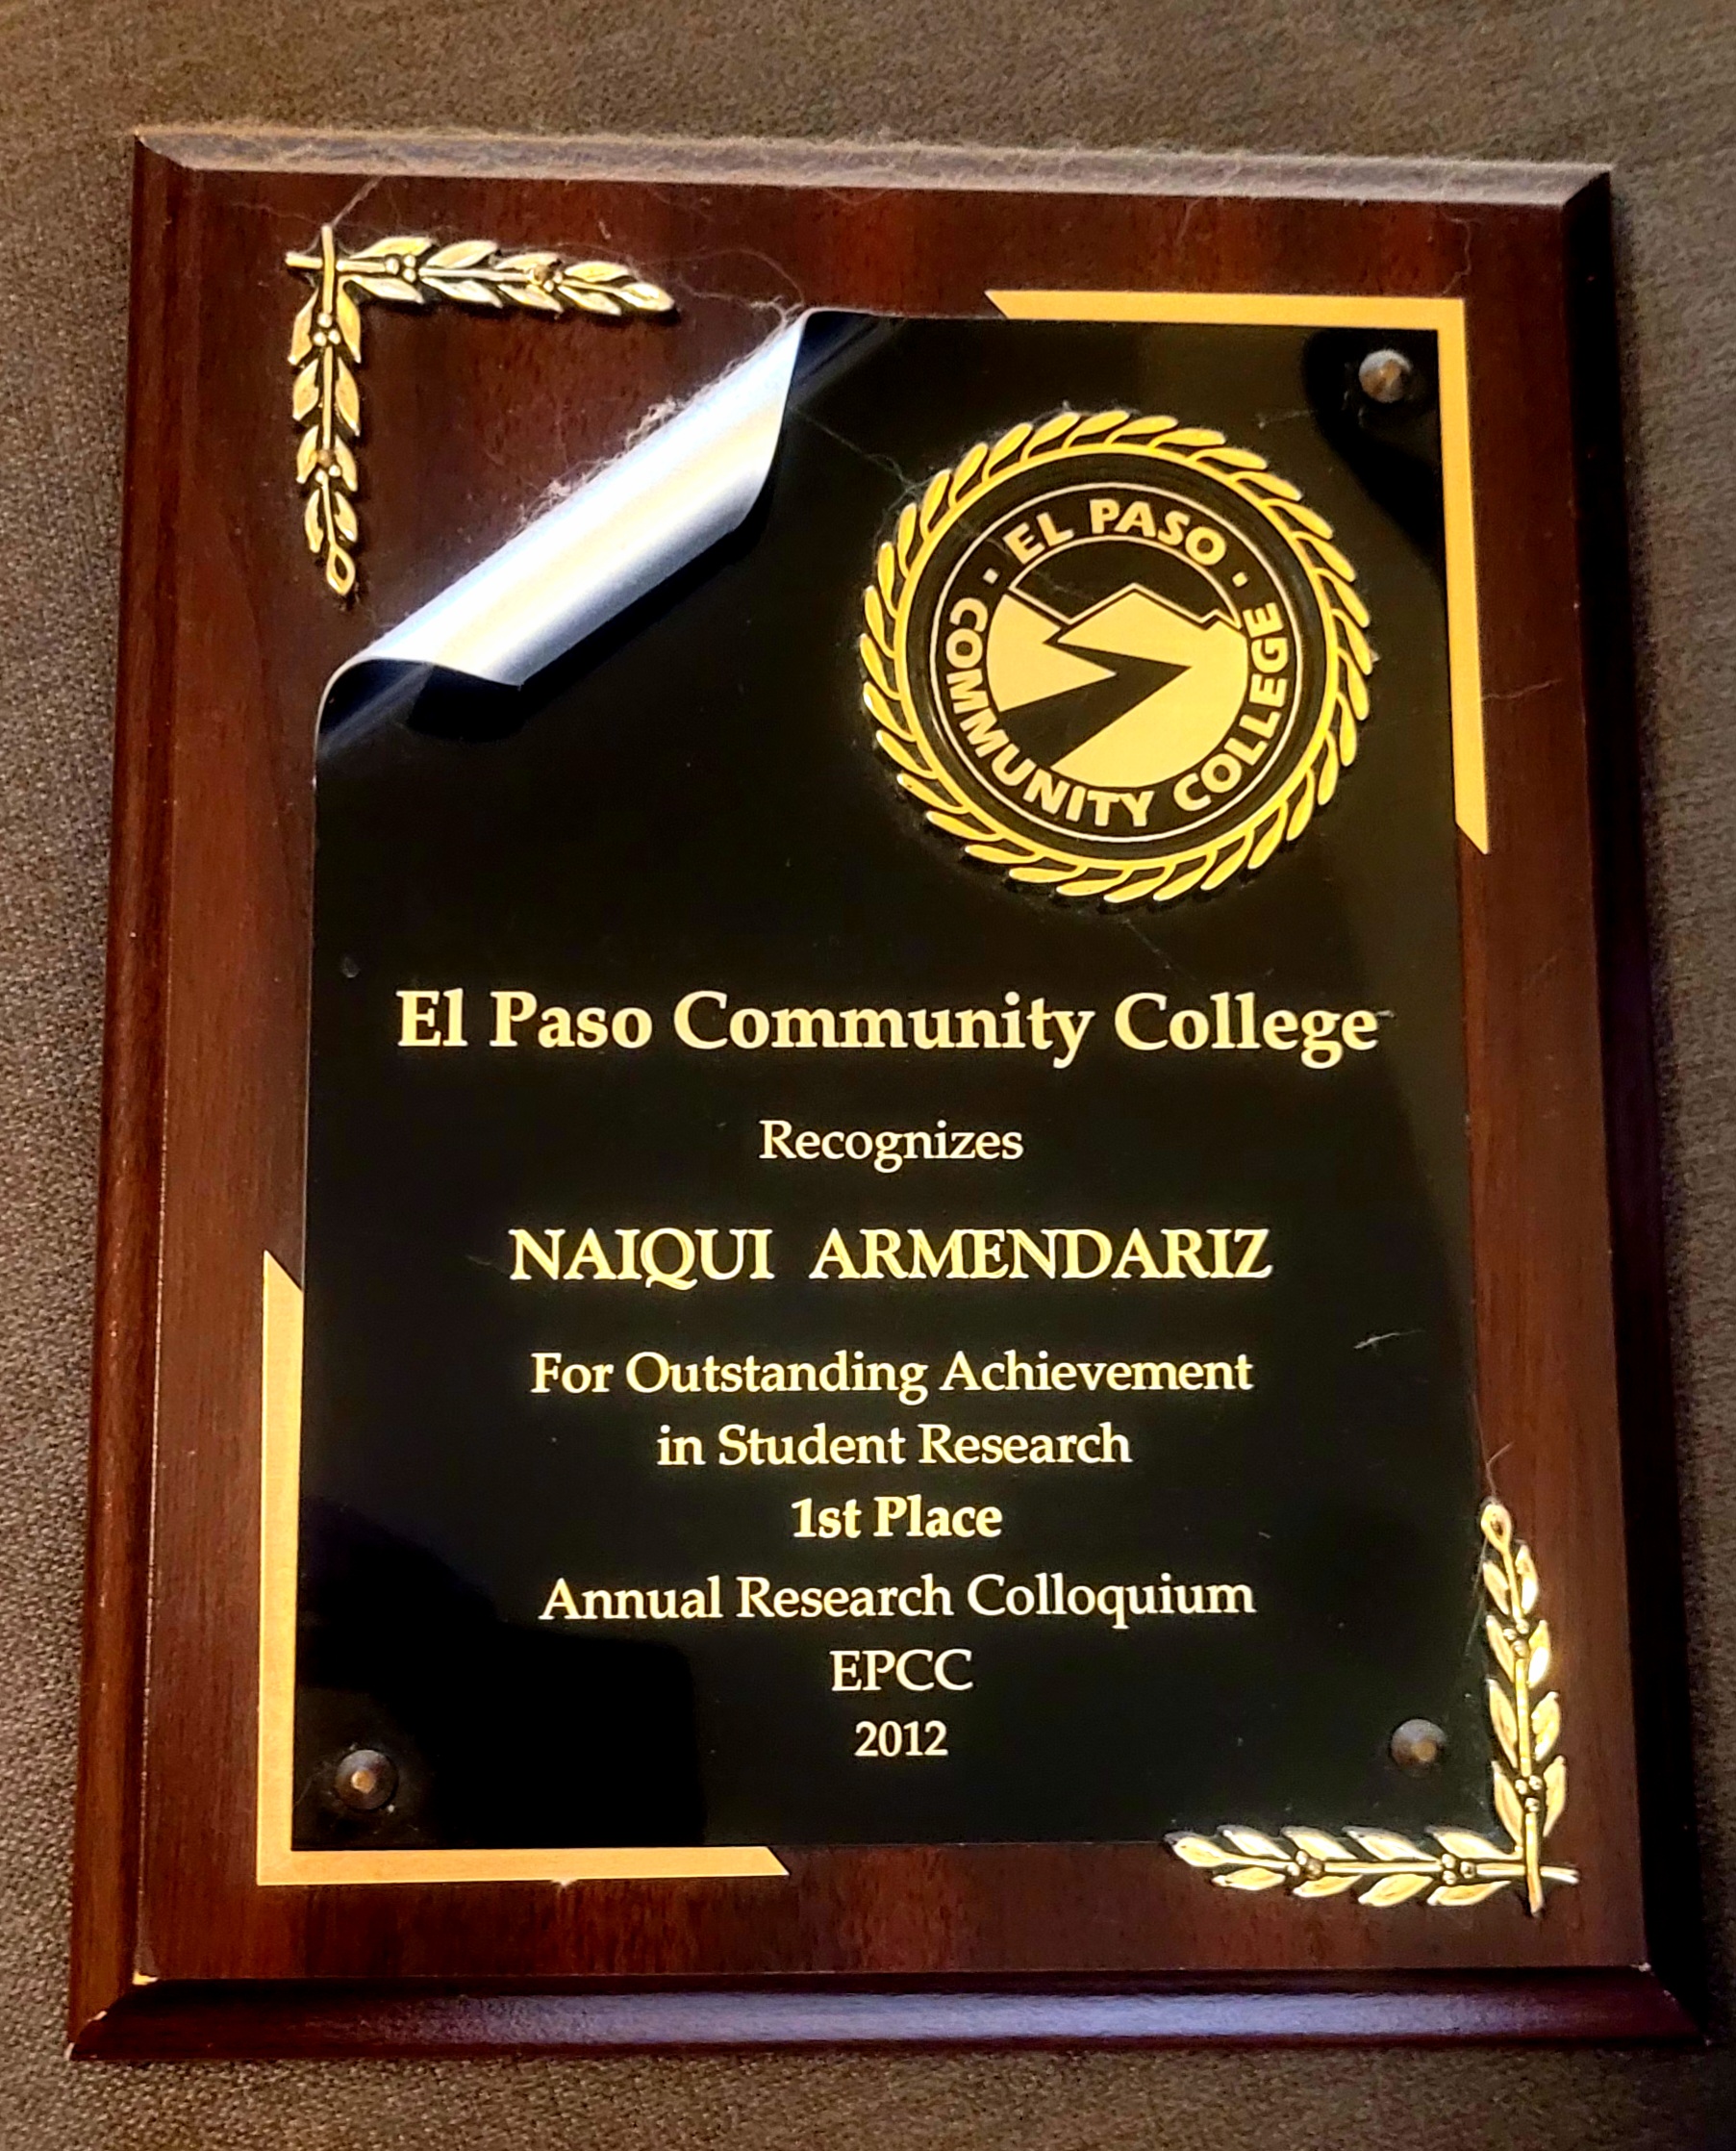 · EL PASO ·
COMMUNITY COLLEGE
El Paso Community College
Recognizes
NAIQUI ARMENDARIZ
For Outstanding Achievement
in Student Research
1st Place
Annual Research Colloquium
EPCC
2012